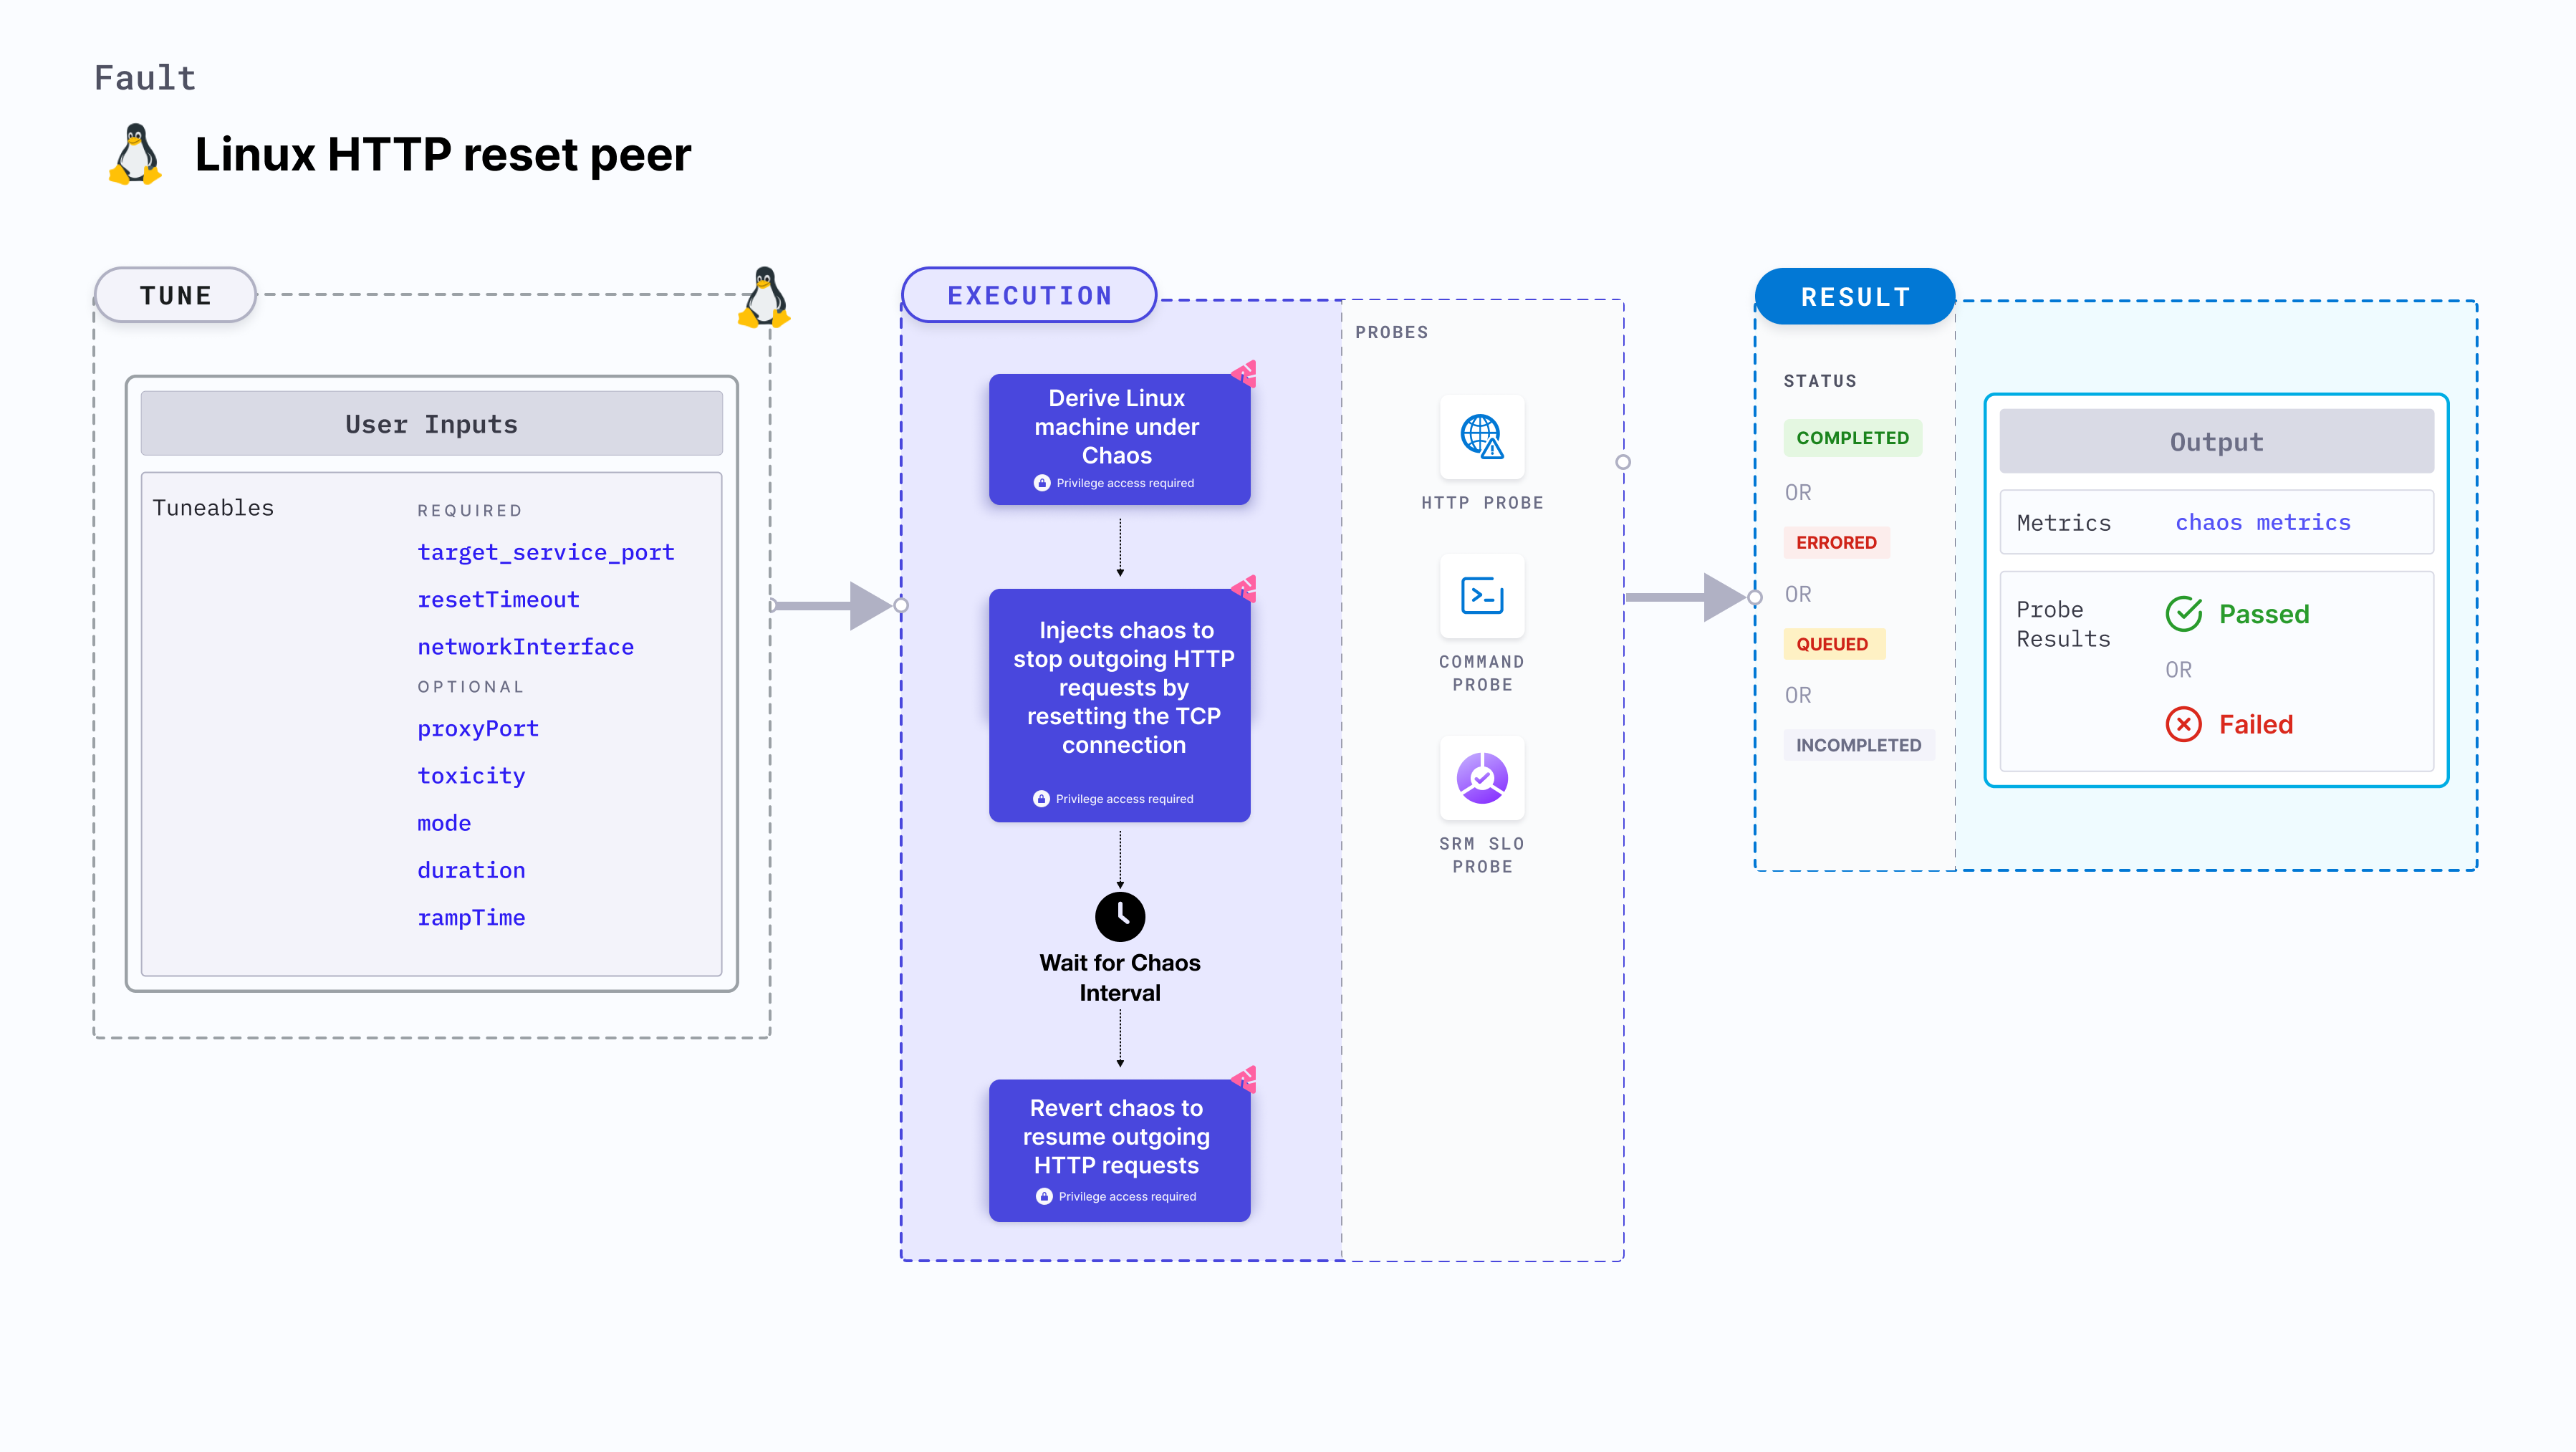 Fault
Linux HTTP reset peer
TUNE
User Inputs
Tuneables
REQUIRED
target_service_port
resetTimeout
networkInterface
OPTIONAL
proxyPort
toxicity
mode
duration
rampTime
EXECUTION
Derive Linux
machine under
Chaos
Privilege access required
Injects chaos to
stop outgoing HTTP
requests by
resetting the TCP
connection
Privilege access required
Wait for Chaos
Interval
Revert chaos to
resume outgoing
HTTP requests
Privilege access required
PROBES
HTTP PROBE
COMMAND
PROBE
SRM SLO
PROBE
RESULT
STATUS
COMPLETED
OR
ERRORED
OR
QUEUED
OR
INCOMPLETED
Output
Metrics
chaos metrics
Probe
Results
Passed
OR
Failed